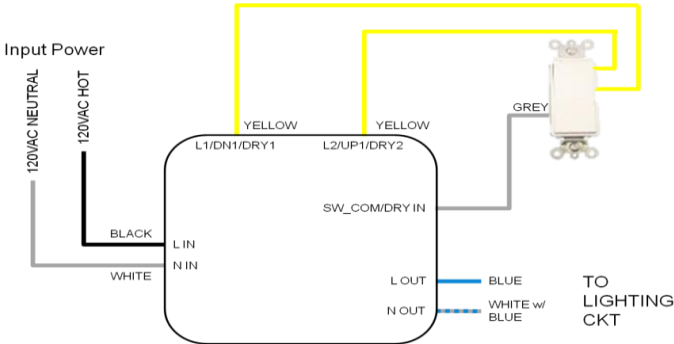 Input Power
120VAC NEUTRAL
120VAC HOT
YELLOW
YELLOW
L1/DN1/DRY1
L2/UP1/DRY2
GREY
SW_COM/DRY IN
BLACK
L IN
N IN
WHITE
L OUT
BLUE
N OUT
WHITE w/
BLUE
TO
LIGHTING
CKT